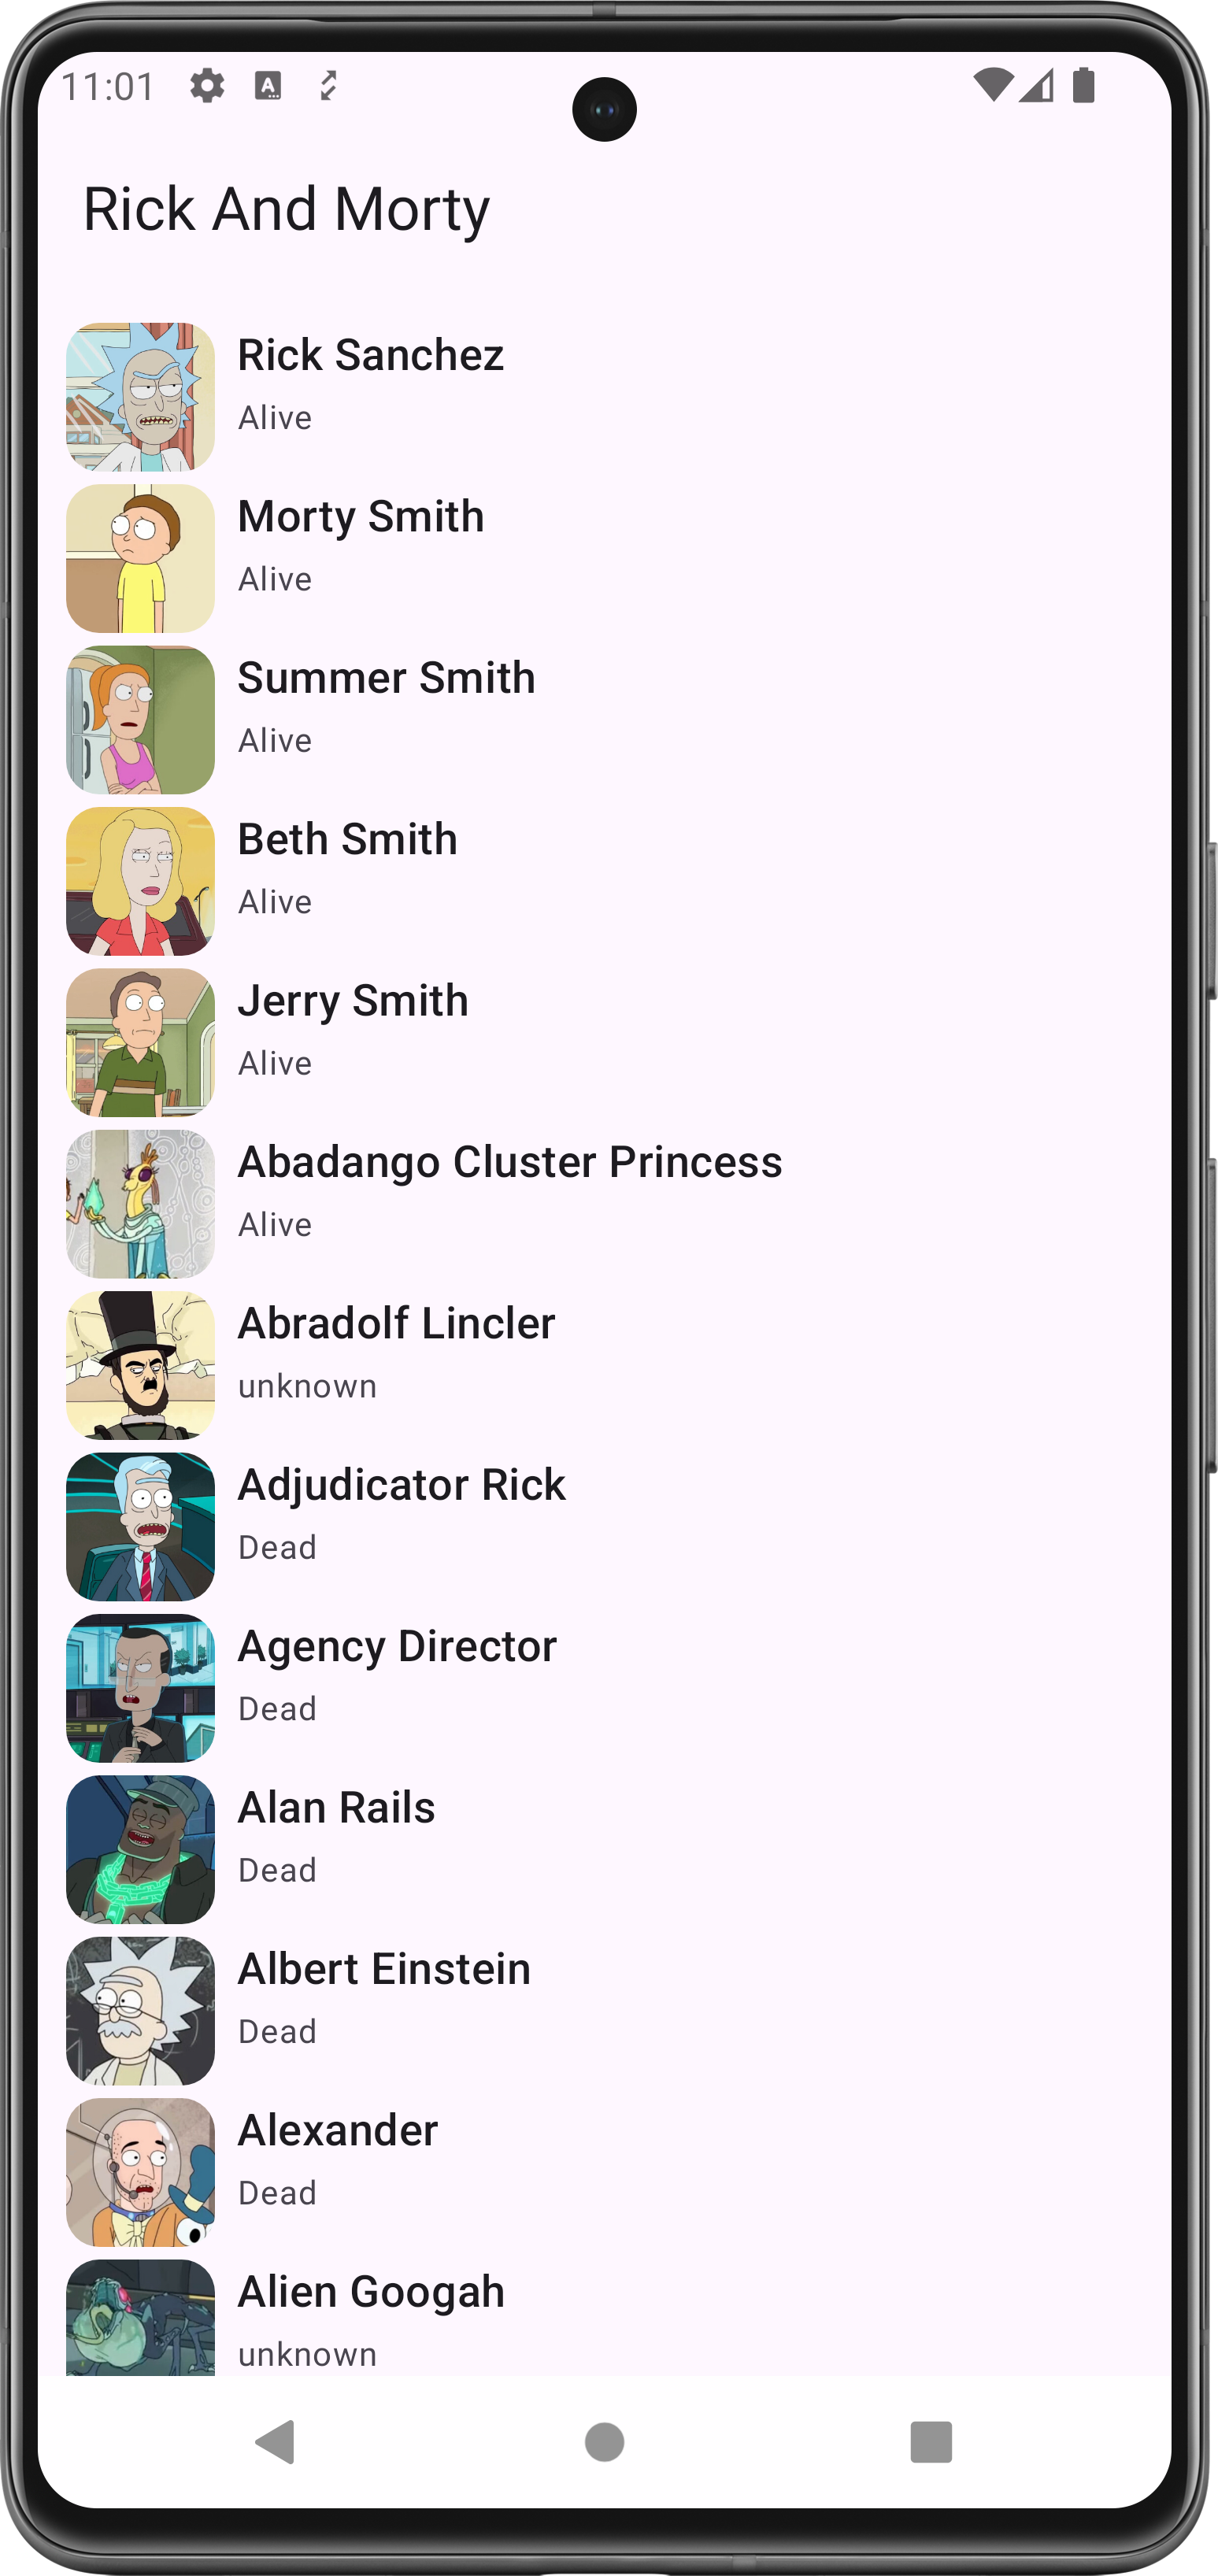 11:01
Rick And Morty
Rick Sanchez
Alive
Morty Smith
Alive
Summer Smith
Alive
Beth Smith
Alive
Jerry Smith
Alive
Abadango Cluster Princess
Alive
Abradolf Lincler
unknown
Adjudicator Rick
Dead
Agency Director
Dead
Alan Rails
Dead
Albert Einstein
Dead
Alexander
Dead
Alien Googah
unknown